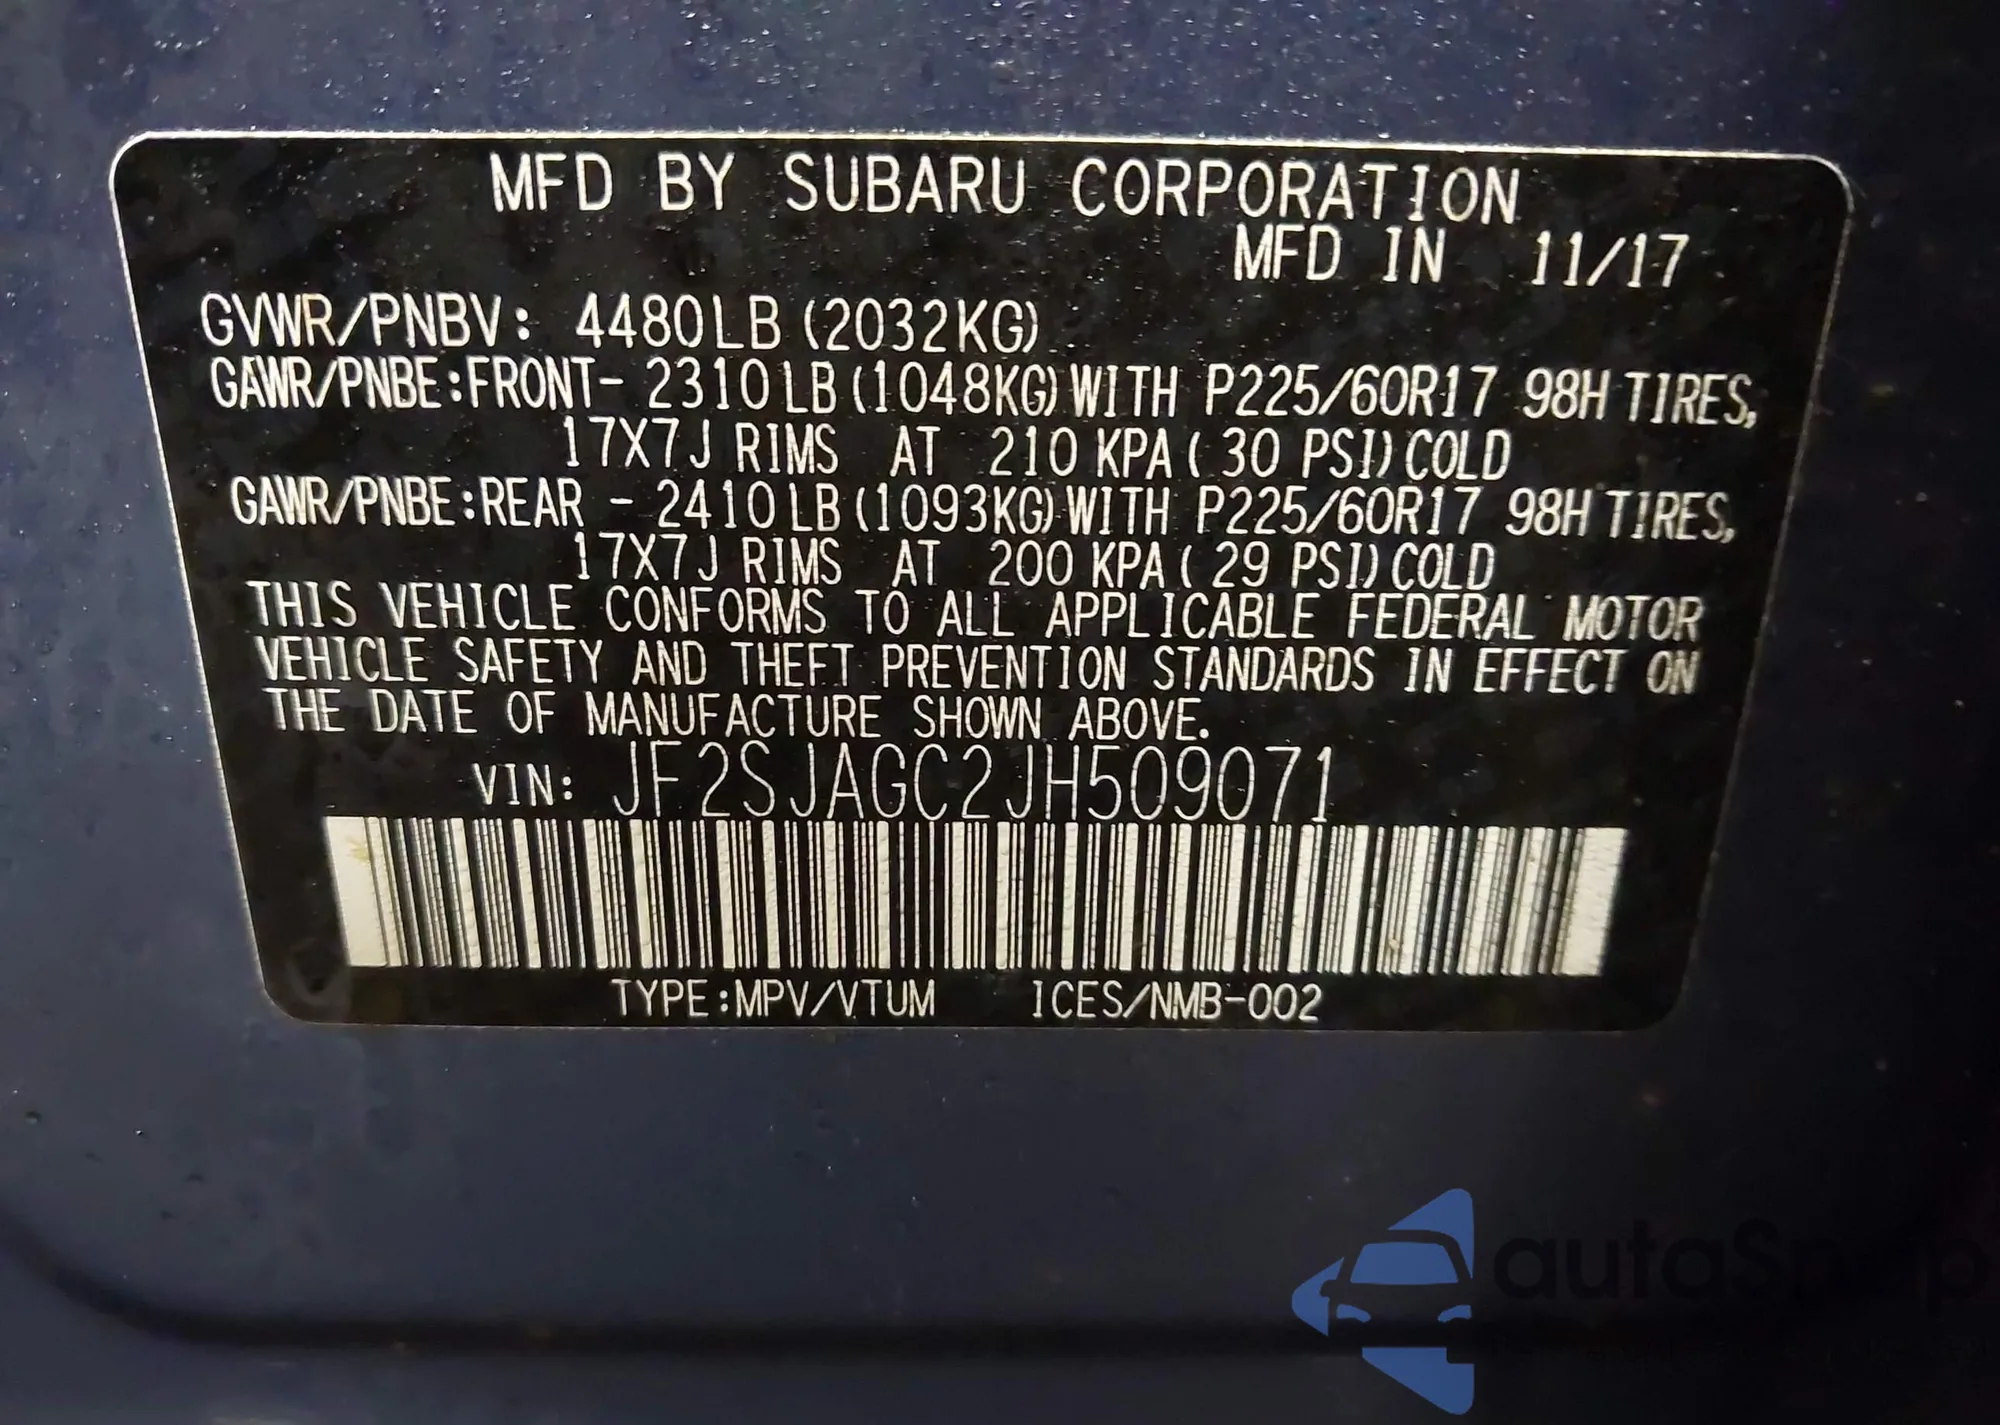 MFD BY SUBARU CORPORATION
MFD IN 11/17
GVWR/PNBV: 4480LB (2032KG)
GAWR/PNBE:FRONT- 2310LB (1048KG) WITH P225/60R17 98H TIRES,
17X7J RIMS AT 210 KPA ( 30 PSI) COLD
GAWR/PNBE:REAR - 2410LB (1093KG) WITH P225/60R17 98H TIRES,
17X7J RIMS AT 200 KPA ( 29 PSI) COLD
THIS VEHICLE CONFORMS TO ALL APPLICABLE FEDERAL MOTOR
VEHICLE SAFETY AND THEFT PREVENTION STANDARDS IN EFFECT ON
THE DATE OF MANUFACTURE SHOWN ABOVE.
VIN: JF2SJAGC2JH509071
TYPE:MPV/VTUM ICES/NMB-002
autaSnap